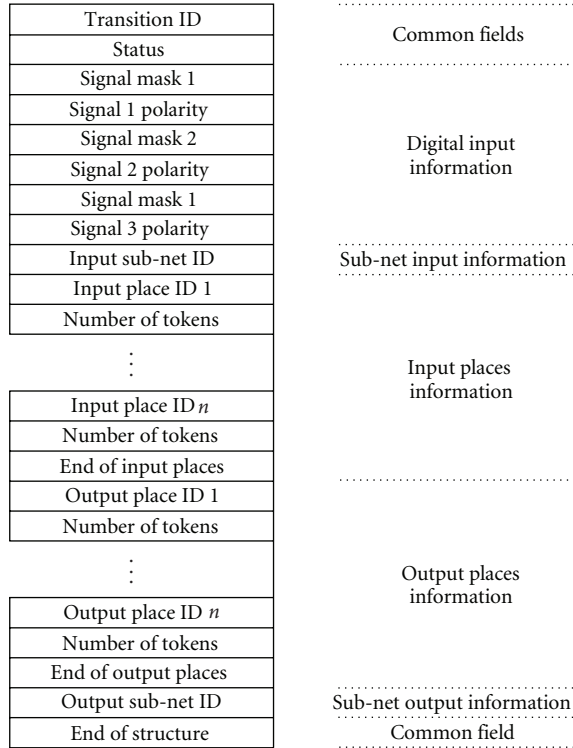 Transition ID
Status
Signal mask 1
Signal 1 polarity
Signal mask 2
Signal 2 polarity
Signal mask 1
Signal 3 polarity
Input sub-net ID
Input place ID 1
Number of tokens
⋮
Input place ID n
Number of tokens
End of input places
Output place ID 1
Number of tokens
⋮
Output place ID n
Number of tokens
End of output places
Output sub-net ID
End of structure
Common fields
Digital input
information
Sub-net input information
Input places
information
Output places
information
Sub-net output information
Common field